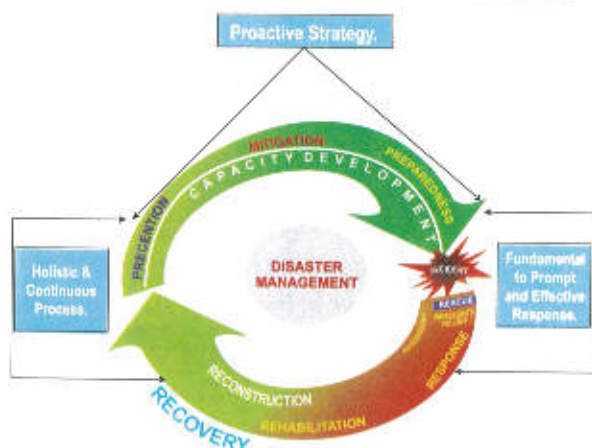 Proactive Strategy.
MITIGATION
CAPACITY DEVELOPMENT
PREPAREDNESS
PRECENTION
Holistic &
Continuous
Process.
DISASTER
MANAGEMENT
Fundamental
to Prompt
and Effective
Response.
RESCUE
RESPONSE
RECONSTRUCTION
REHABILITATION
RECOVERY